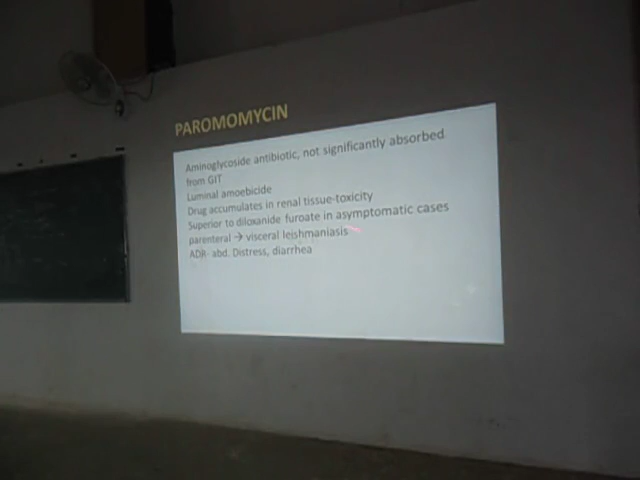 PAROMOMYCIN
Aminoglycoside antibiotic, not significantly absorbed
from GIT
Luminal amoebicide
Drug accumulates in renal tissue-toxicity
Superior to diloxanide furoate in asymptomatic cases
parenteral → visceral leishmaniasis
ADR- abd. Distress, diarrhea